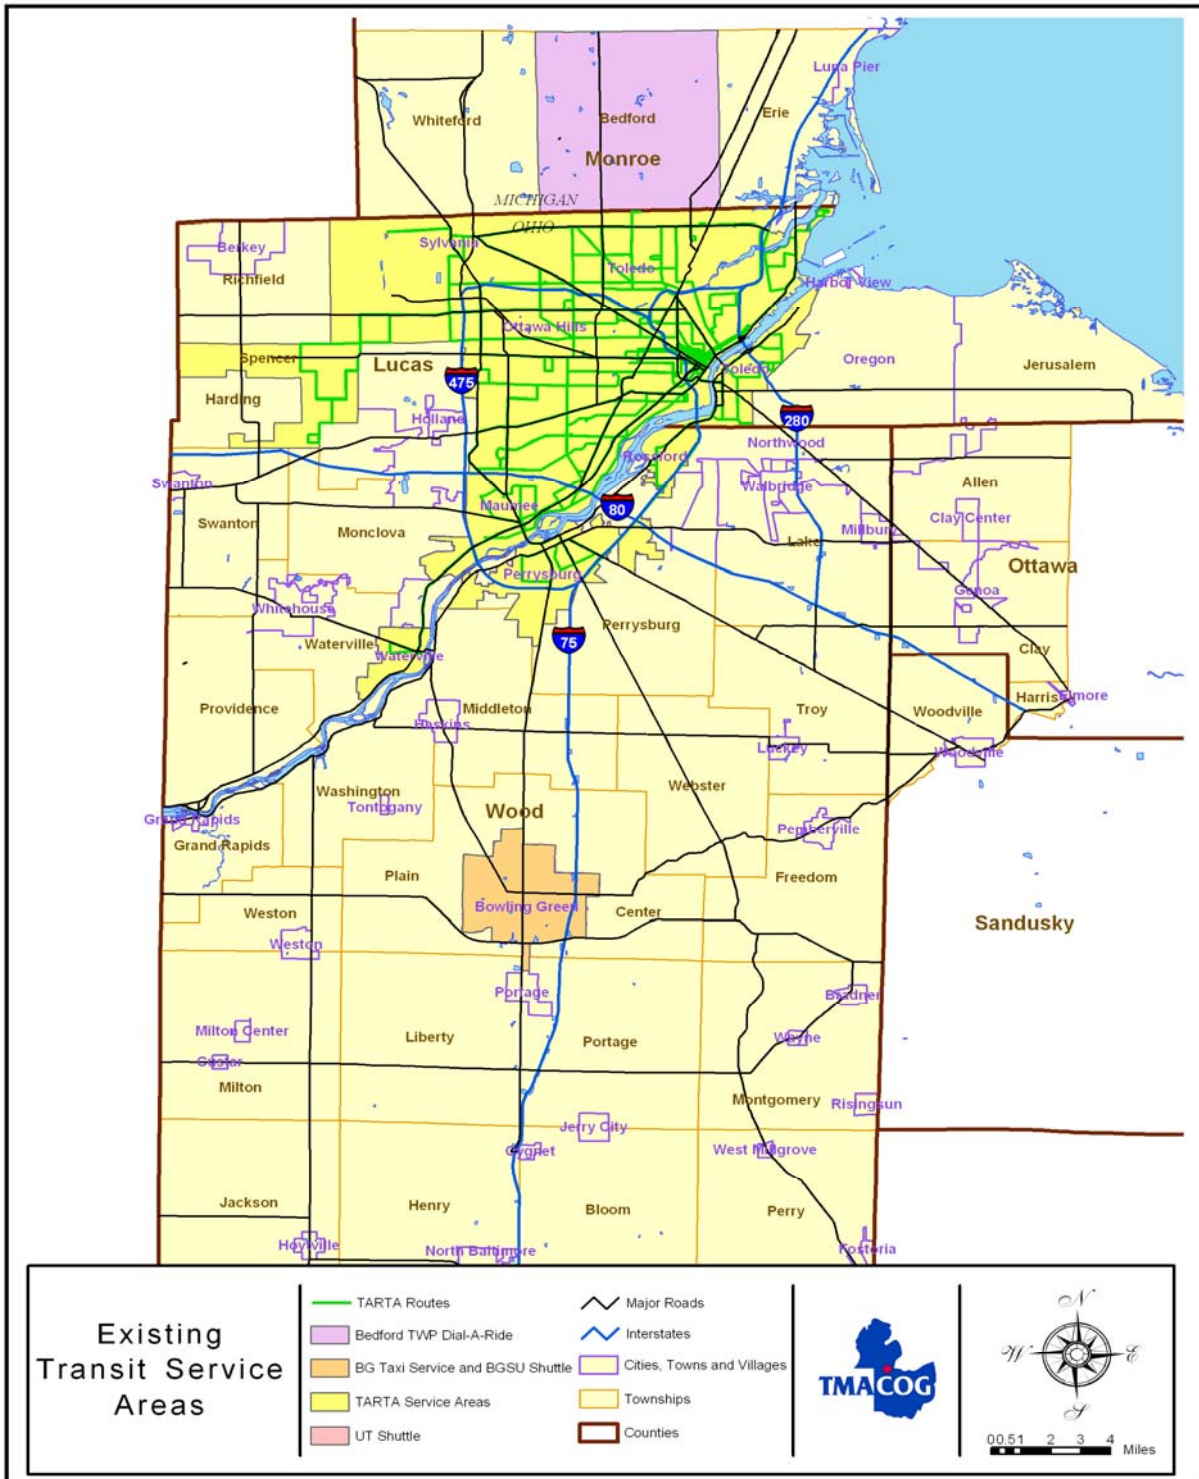 Luna Pier
Whiteford
Bedford
Erie
Monroe
MICHIGAN
OHIO
Sylvania
Berkey
Toledo
Richfield
Harbor View
Ottawa Hills
Spencer
Lucas
Toledo
Oregon
Jerusalem
475
Harding
Holland
280
Northwood
Rossford
Swanton
Walbridge
Allen
Maumee
80
Swanton
Monclova
Millbury
Clay Center
Lake
Ottawa
Perrysburg
Genoa
Whitehouse
Perrysburg
75
Waterville
Waterville
Clay
Harris
Elmore
Providence
Middleton
Troy
Woodville
Haskins
Luckey
Woodville
Washington
Tontogany
Webster
Wood
Grand Rapids
Pemberville
Grand Rapids
Plain
Freedom
Bowling Green
Center
Weston
Sandusky
Weston
Portage
Bradner
Milton Center
Liberty
Portage
Wayne
Custar
Milton
Montgomery
Risingsun
Jerry City
Cygnet
West Millgrove
Jackson
Henry
Bloom
Perry
Hoytville
North Baltimore
Fostoria
Existing
Transit Service
Areas
TARTA Routes
Bedford TWP Dial-A-Ride
BG Taxi Service and BGSU Shuttle
TARTA Service Areas
UT Shuttle
Major Roads
Interstates
Cities, Towns and Villages
Townships
Counties
TMACOG
N
W
E
S
0 0.5 1 2 3 4
Miles